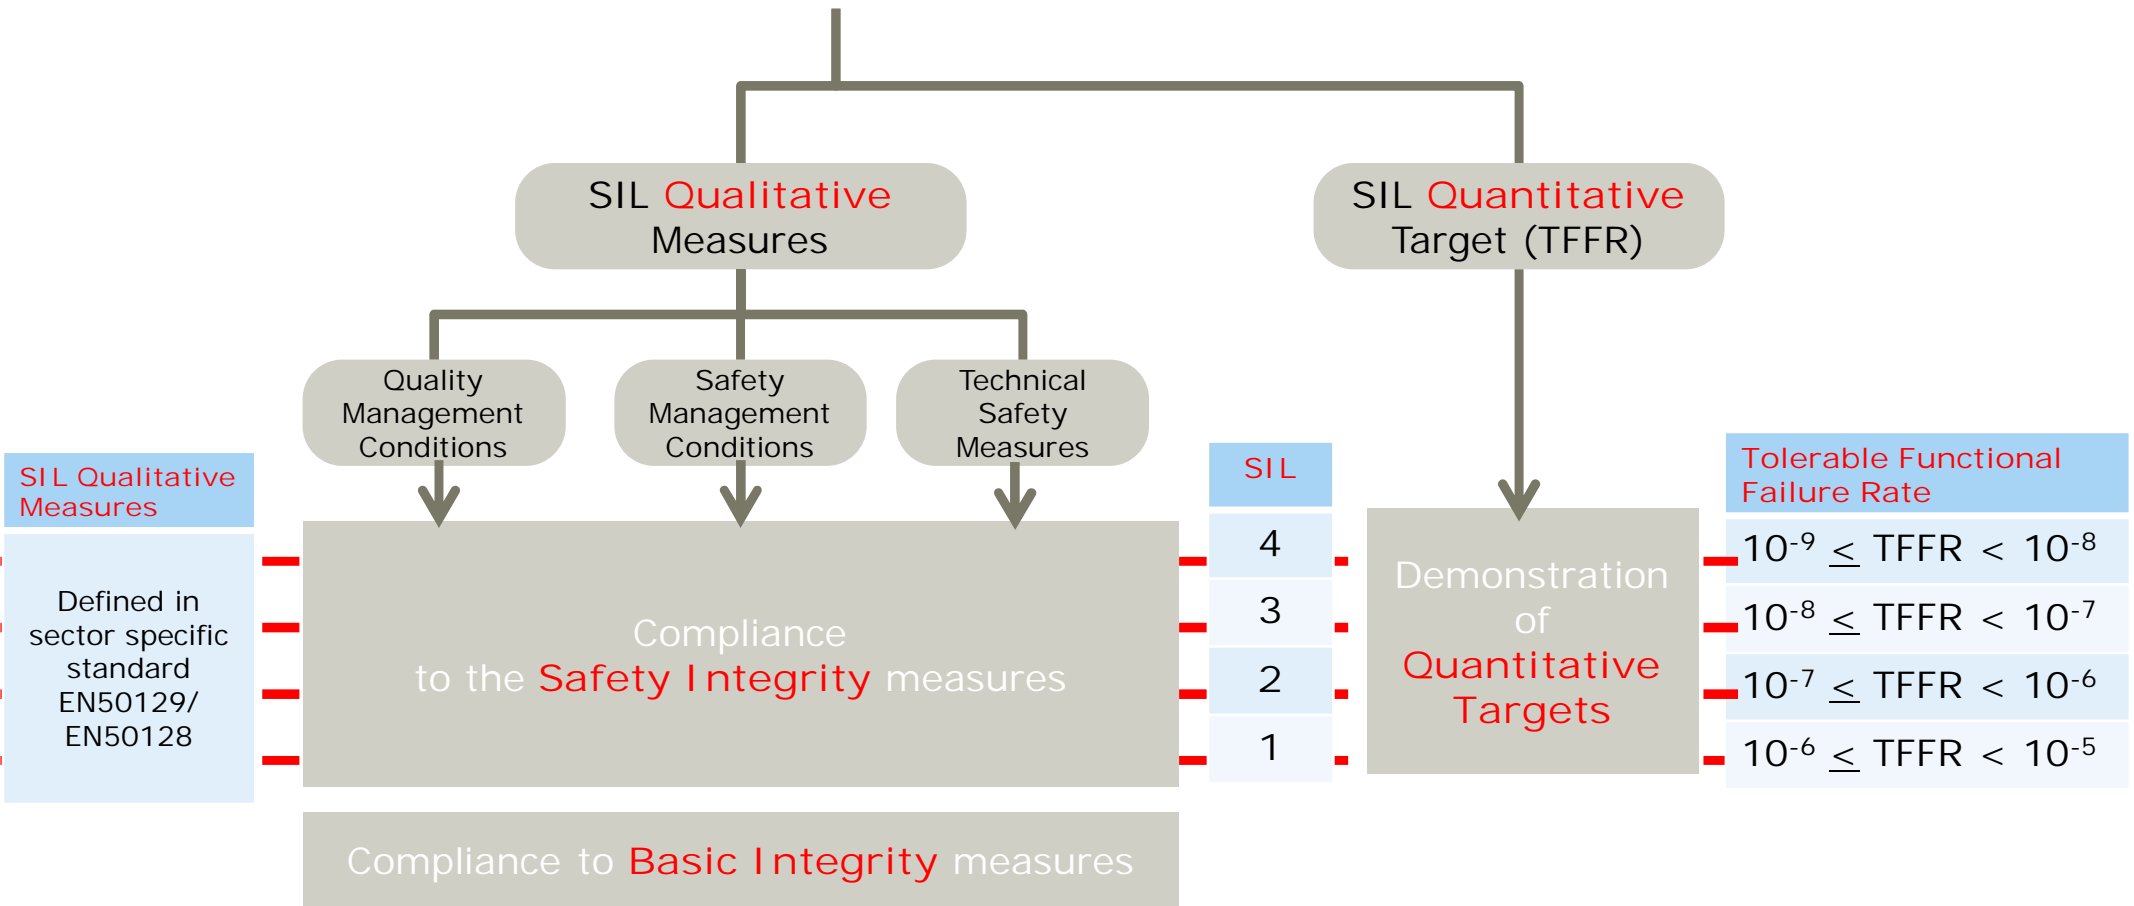 SIL Qualitative
Measures
SIL Quantitative
Target (TFFR)
Quality
Management
Conditions
Safety
Management
Conditions
Technical
Safety
Measures
SIL Qualitative
Measures
Defined in
sector specific
standard
EN50129/
EN50128
Compliance
to the Safety Integrity measures
Compliance to Basic Integrity measures
SIL
4
3
2
1
Demonstration
of
Quantitative
Targets
Tolerable Functional
Failure Rate
10⁻⁹ ≤ TFFR < 10⁻⁸
10⁻⁸ ≤ TFFR < 10⁻⁷
10⁻⁷ ≤ TFFR < 10⁻⁶
10⁻⁶ ≤ TFFR < 10⁻⁵